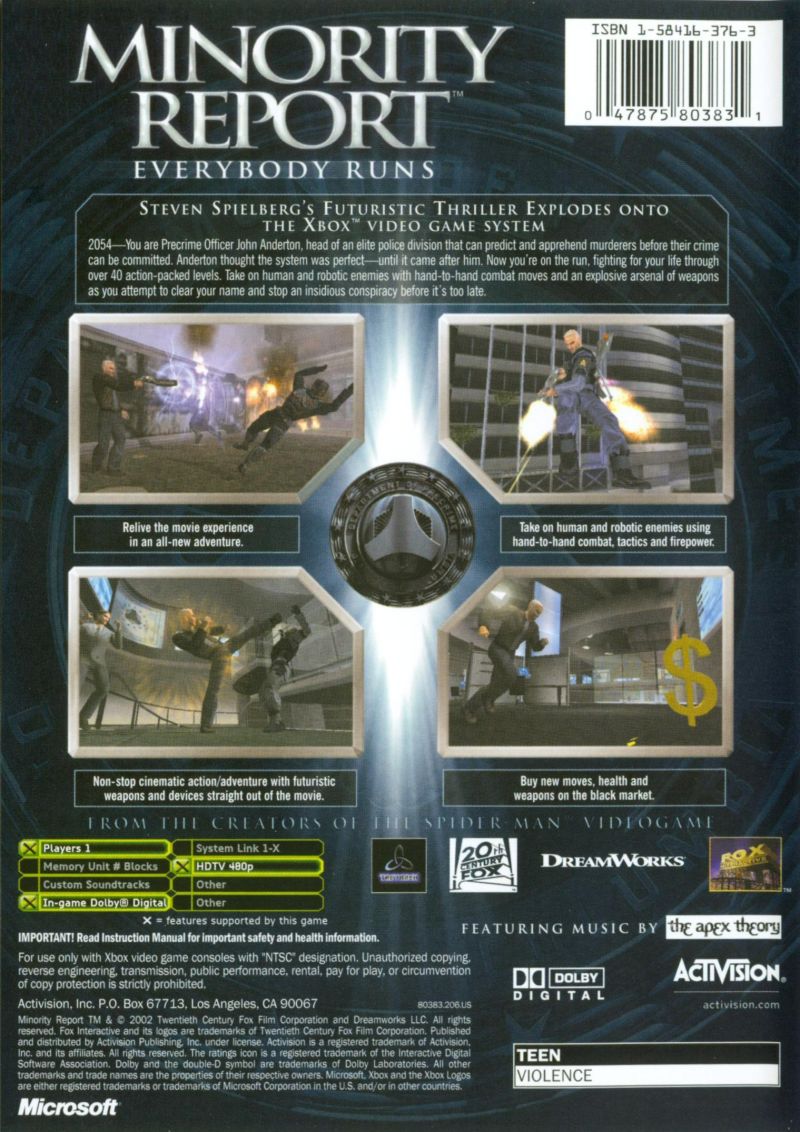 MINORITY
REPORT™
EVERYBODY RUNS
ISBN 1-58416-376-3
0 47875 80383 1
STEVEN SPIELBERG'S FUTURISTIC THRILLER EXPLODES ONTO
THE XBOX™ VIDEO GAME SYSTEM
2054—You are Precrime Officer John Anderton, head of an elite police division that can predict and apprehend murderers before their crime
can be committed. Anderton thought the system was perfect—until it came after him. Now you're on the run, fighting for your life through
over 40 action-packed levels. Take on human and robotic enemies with hand-to-hand combat moves and an explosive arsenal of weapons
as you attempt to clear your name and stop an insidious conspiracy before it's too late.
Relive the movie experience
in an all-new adventure.
Take on human and robotic enemies using
hand-to-hand combat, tactics and firepower.
$
Non-stop cinematic action/adventure with futuristic
weapons and devices straight out of the movie.
Buy new moves, health and
weapons on the black market.
FROM THE CREATORS OF THE SPIDER-MAN VIDEOGAME
Players 1
System Link 1-X
Memory Unit # Blocks
HDTV 480p
Custom Soundtracks
Other
In-game Dolby® Digital
Other
X = features supported by this game
TREYARCH
20TH
CENTURY
FOX
DREAMWORKS
FOX
INTERACTIVE
™
FEATURING MUSIC BY the apex theory
IMPORTANT! Read Instruction Manual for important safety and health information.
For use only with Xbox video game consoles with "NTSC" designation. Unauthorized copying,
reverse engineering, transmission, public performance, rental, pay for play, or circumvention
of copy protection is strictly prohibited.
DOLBY
DIGITAL
ACTIVISION®
activision.com
Activision, Inc. P.O. Box 67713, Los Angeles, CA 90067
80383.206.US
Minority Report TM & © 2002 Twentieth Century Fox Film Corporation and Dreamworks LLC. All rights
reserved. Fox Interactive and its logos are trademarks of Twentieth Century Fox Film Corporation. Published
and distributed by Activision Publishing, Inc. under license. Activision is a registered trademark of Activision,
Inc. and its affiliates. All rights reserved. The ratings icon is a registered trademark of the Interactive Digital
Software Association. Dolby and the double-D symbol are trademarks of Dolby Laboratories. All other
trademarks and trade names are the properties of their respective owners. Microsoft, Xbox and the Xbox Logos
are either registered trademarks or trademarks of Microsoft Corporation in the U.S. and/or in other countries.
TEEN
VIOLENCE
Microsoft